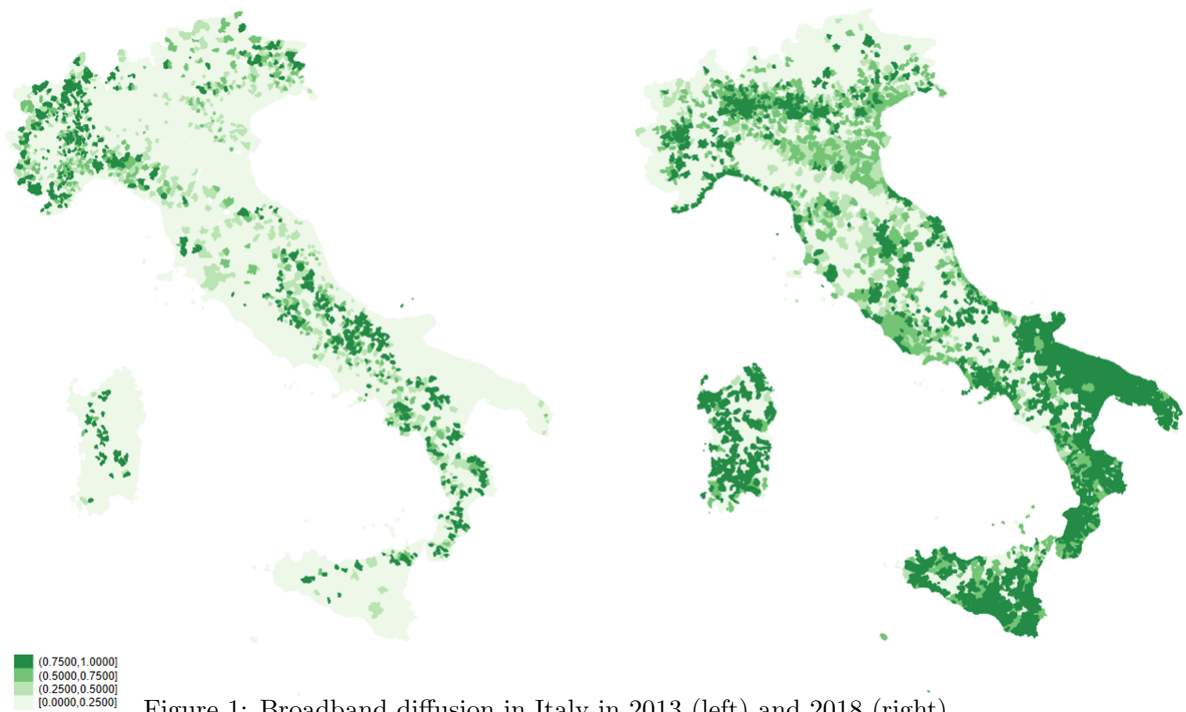 (0.7500,1.0000]
(0.5000,0.7500]
(0.2500,0.5000]
[0.0000,0.2500]
Figure 1: Broadband diffusion in Italy in 2013 (left) and 2018 (right)